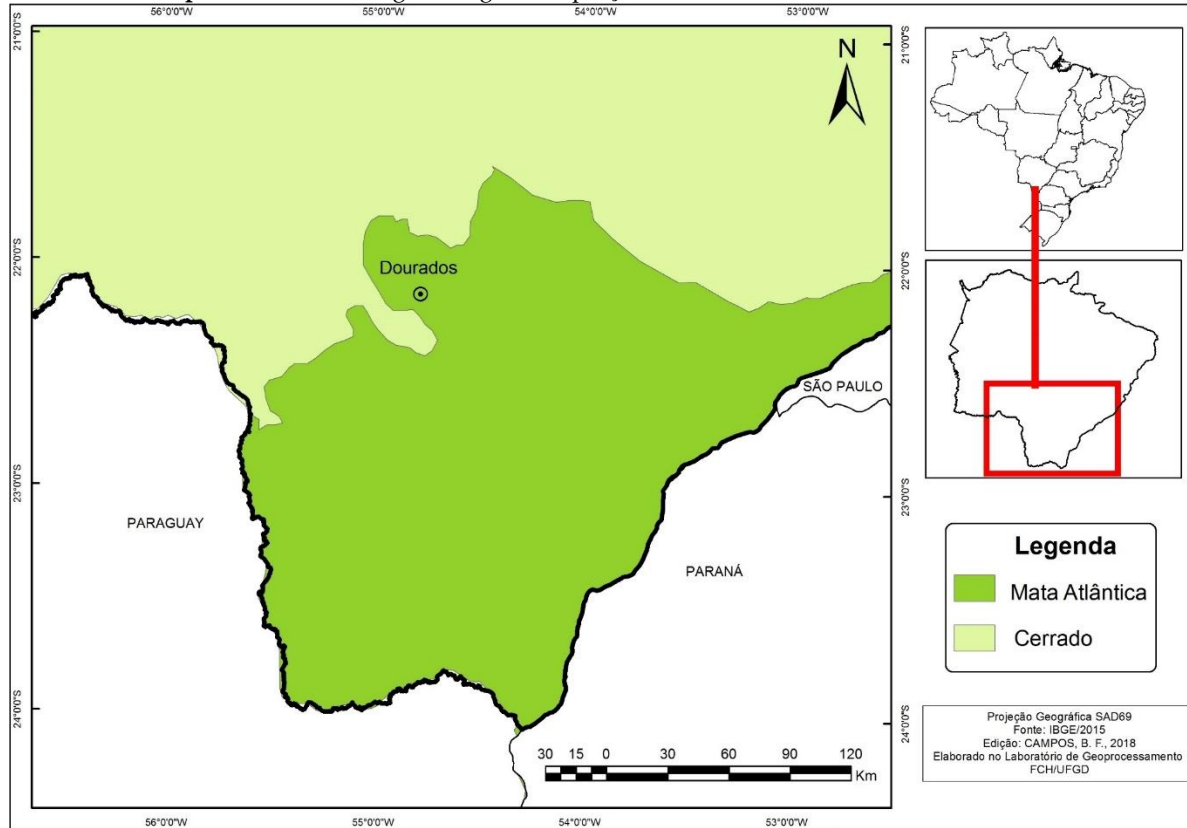 56°0'0"W 55°0'0"W 54°0'0"W 53°0'0"W
21°0'0"S
21°0'0"S
N
22°0'0"S
22°0'0"S
Dourados
SÃO PAULO
23°0'0"S
23°0'0"S
PARAGUAY
PARANÁ
24°0'0"S
24°0'0"S
30 15 0 30 60 90 120
Km
56°0'0"W 55°0'0"W 54°0'0"W 53°0'0"W
Legenda
Mata Atlântica
Cerrado
Projeção Geográfica SAD69
Fonte: IBGE/2015
Edição: CAMPOS, B. F., 2018
Elaborado no Laboratório de Geoprocessamento
FCH/UFGD